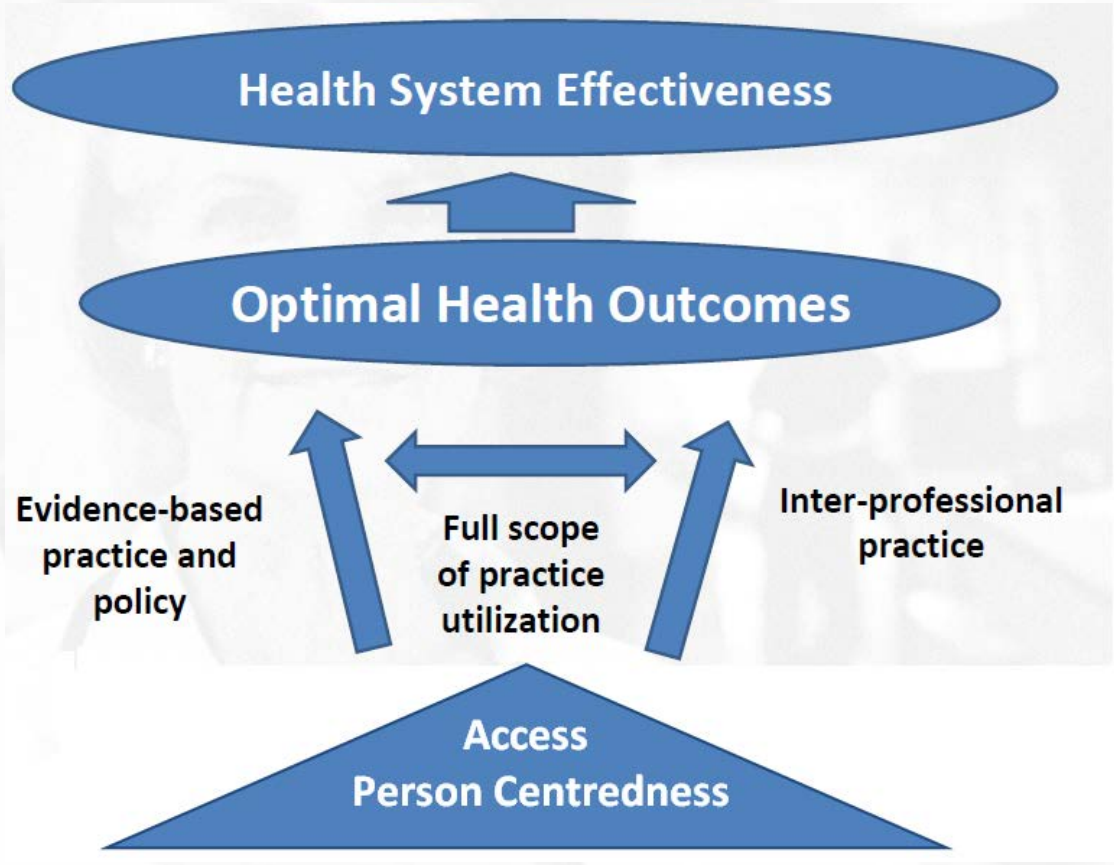 Health System Effectiveness
Optimal Health Outcomes
Evidence-based
practice and
policy
Full scope
of practice
utilization
Inter-professional
practice
Access
Person Centredness